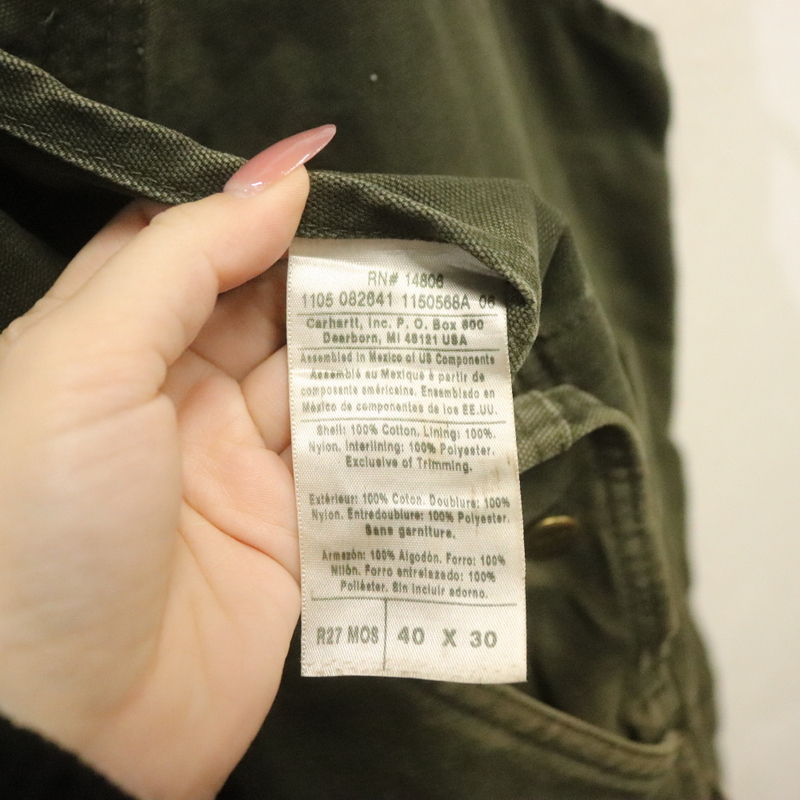 RN# 14806
1105 082641 1150568A 06
Carhartt, Inc. P. O. Box 600
Dearborn, MI 48121 USA
Assembled in Mexico of US Components
Assemblé au Mexique à partir de
composants américains. Ensamblado en
México de componentes de los EE.UU.
Shell: 100% Cotton. Lining: 100%.
Nylon. Interlining: 100% Polyester.
Exclusive of Trimming.
Extérieur: 100% Coton. Doublure: 100%
Nylon. Entredoublure: 100% Polyester.
Sans garniture.
Armazón: 100% Algodón. Forro: 100%
Nilón. Forro entrelazado: 100%
Poliéster. Sin incluir adorno.
R27 MOS 40 X 30